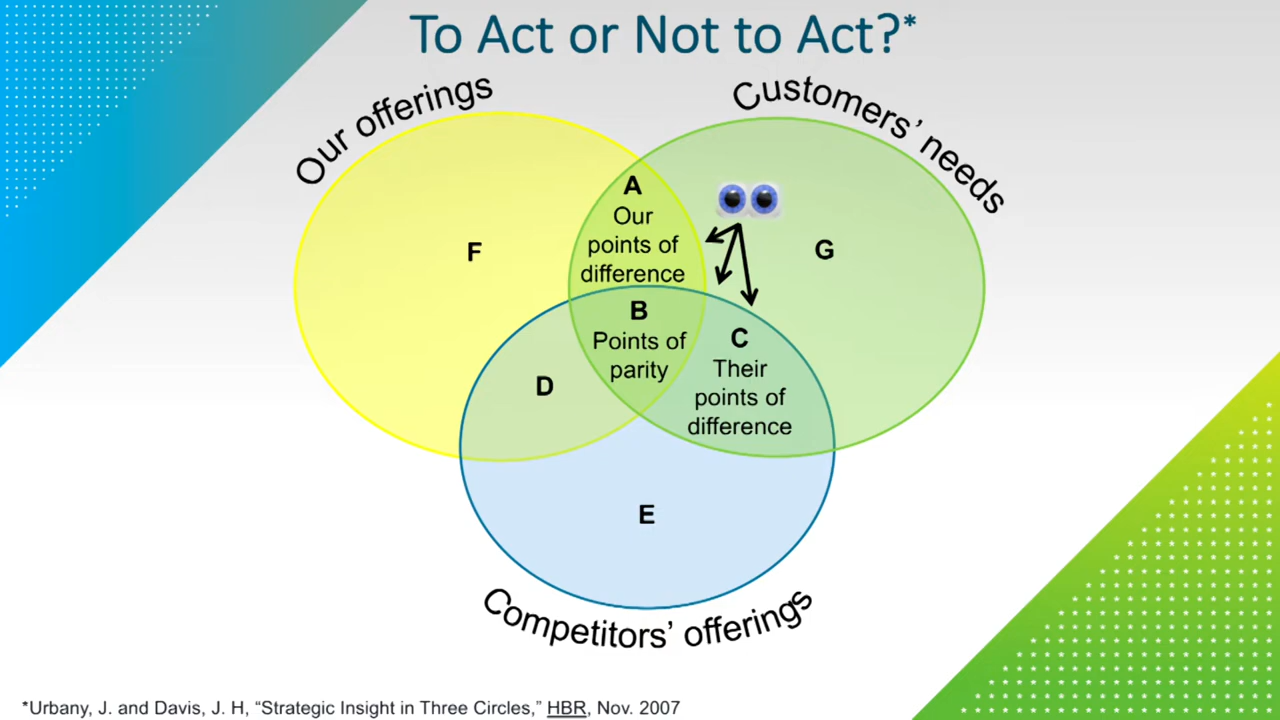 To Act or Not to Act?*
Our offerings
Customers’ needs
A
Our
points of
difference
F
G
B
Points of
parity
C
Their
points of
difference
D
E
Competitors’ offerings
*Urbany, J. and Davis, J. H, “Strategic Insight in Three Circles,” HBR, Nov. 2007